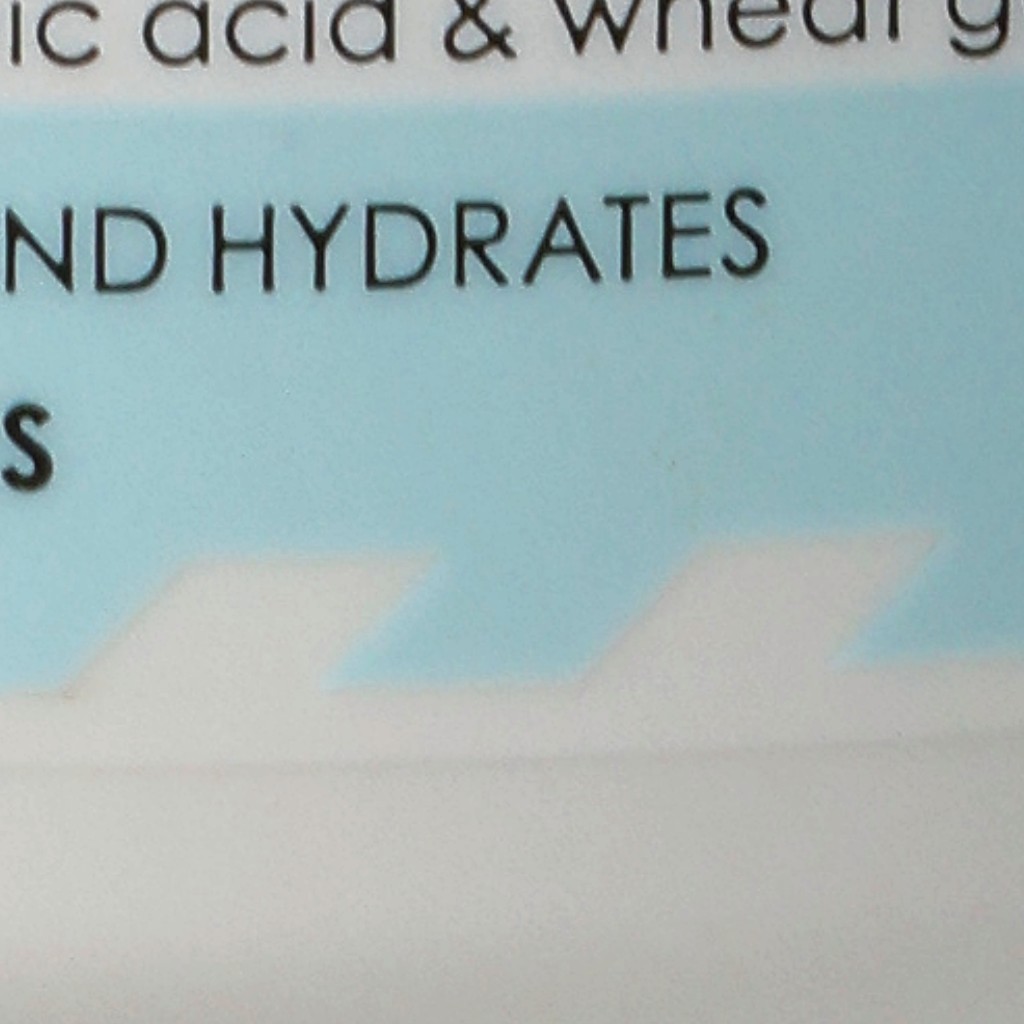 ic acid & wheat g
ND HYDRATES
S